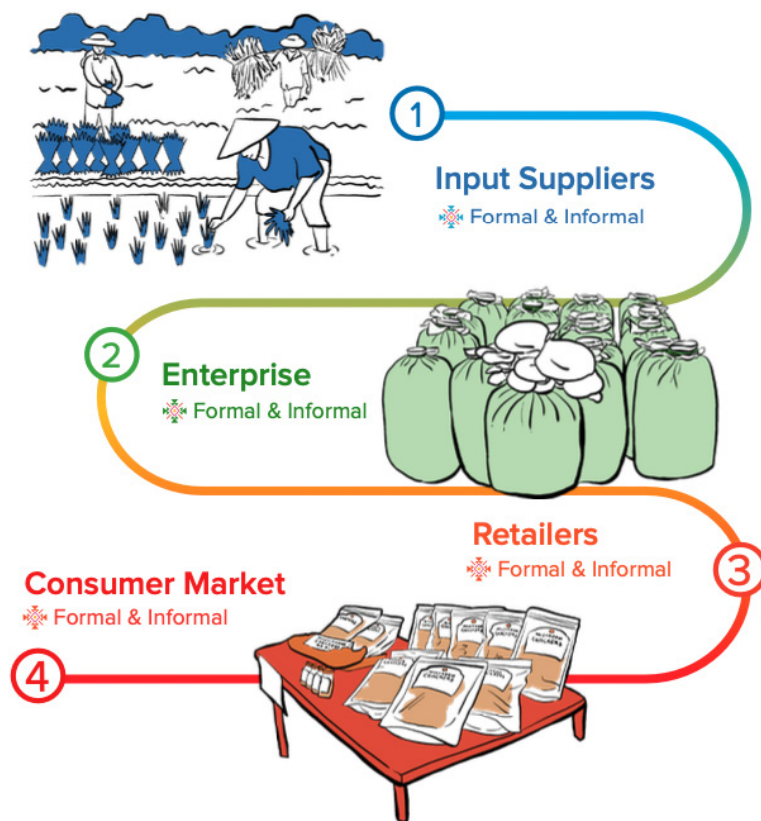 1
Input Suppliers
Formal & Informal
2
Enterprise
Formal & Informal
Retailers
Formal & Informal
3
Consumer Market
Formal & Informal
4